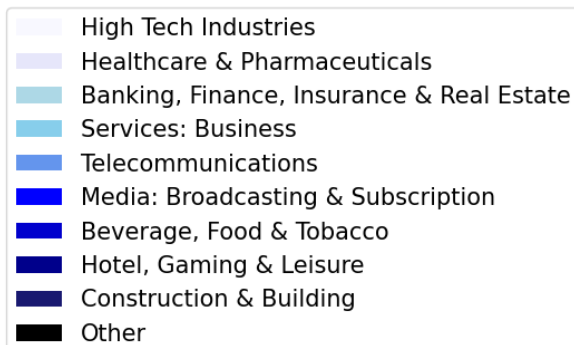 High Tech Industries
Healthcare & Pharmaceuticals
Banking, Finance, Insurance & Real Estate
Services: Business
Telecommunications
Media: Broadcasting & Subscription
Beverage, Food & Tobacco
Hotel, Gaming & Leisure
Construction & Building
Other